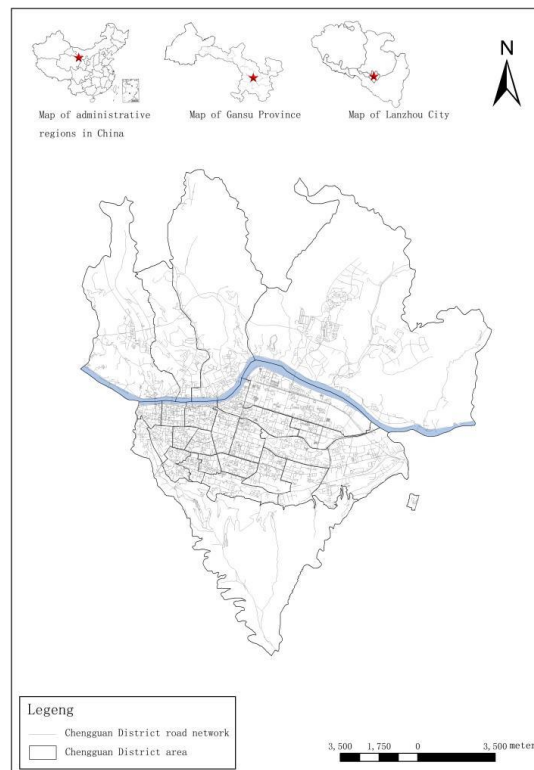 Map of administrative
regions in China
Map of Gansu Province
Map of Lanzhou City
N
Legeng
Chengguan District road network
Chengguan District area
3,500 1,750 0 3,500 meter